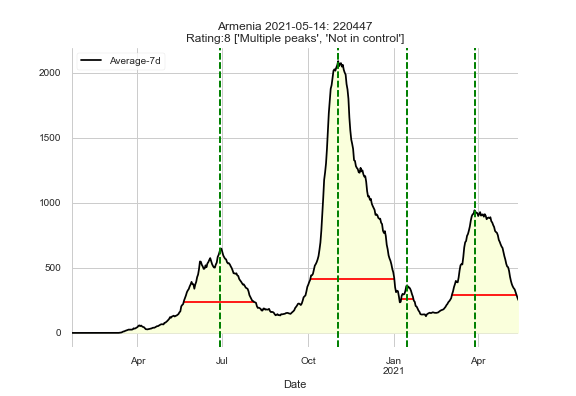 Armenia 2021-05-14: 220447
Rating:8 ['Multiple peaks', 'Not in control']
Average-7d
2000
1500
1000
500
0
Apr
Jul
Oct
Jan
2021
Apr
Date